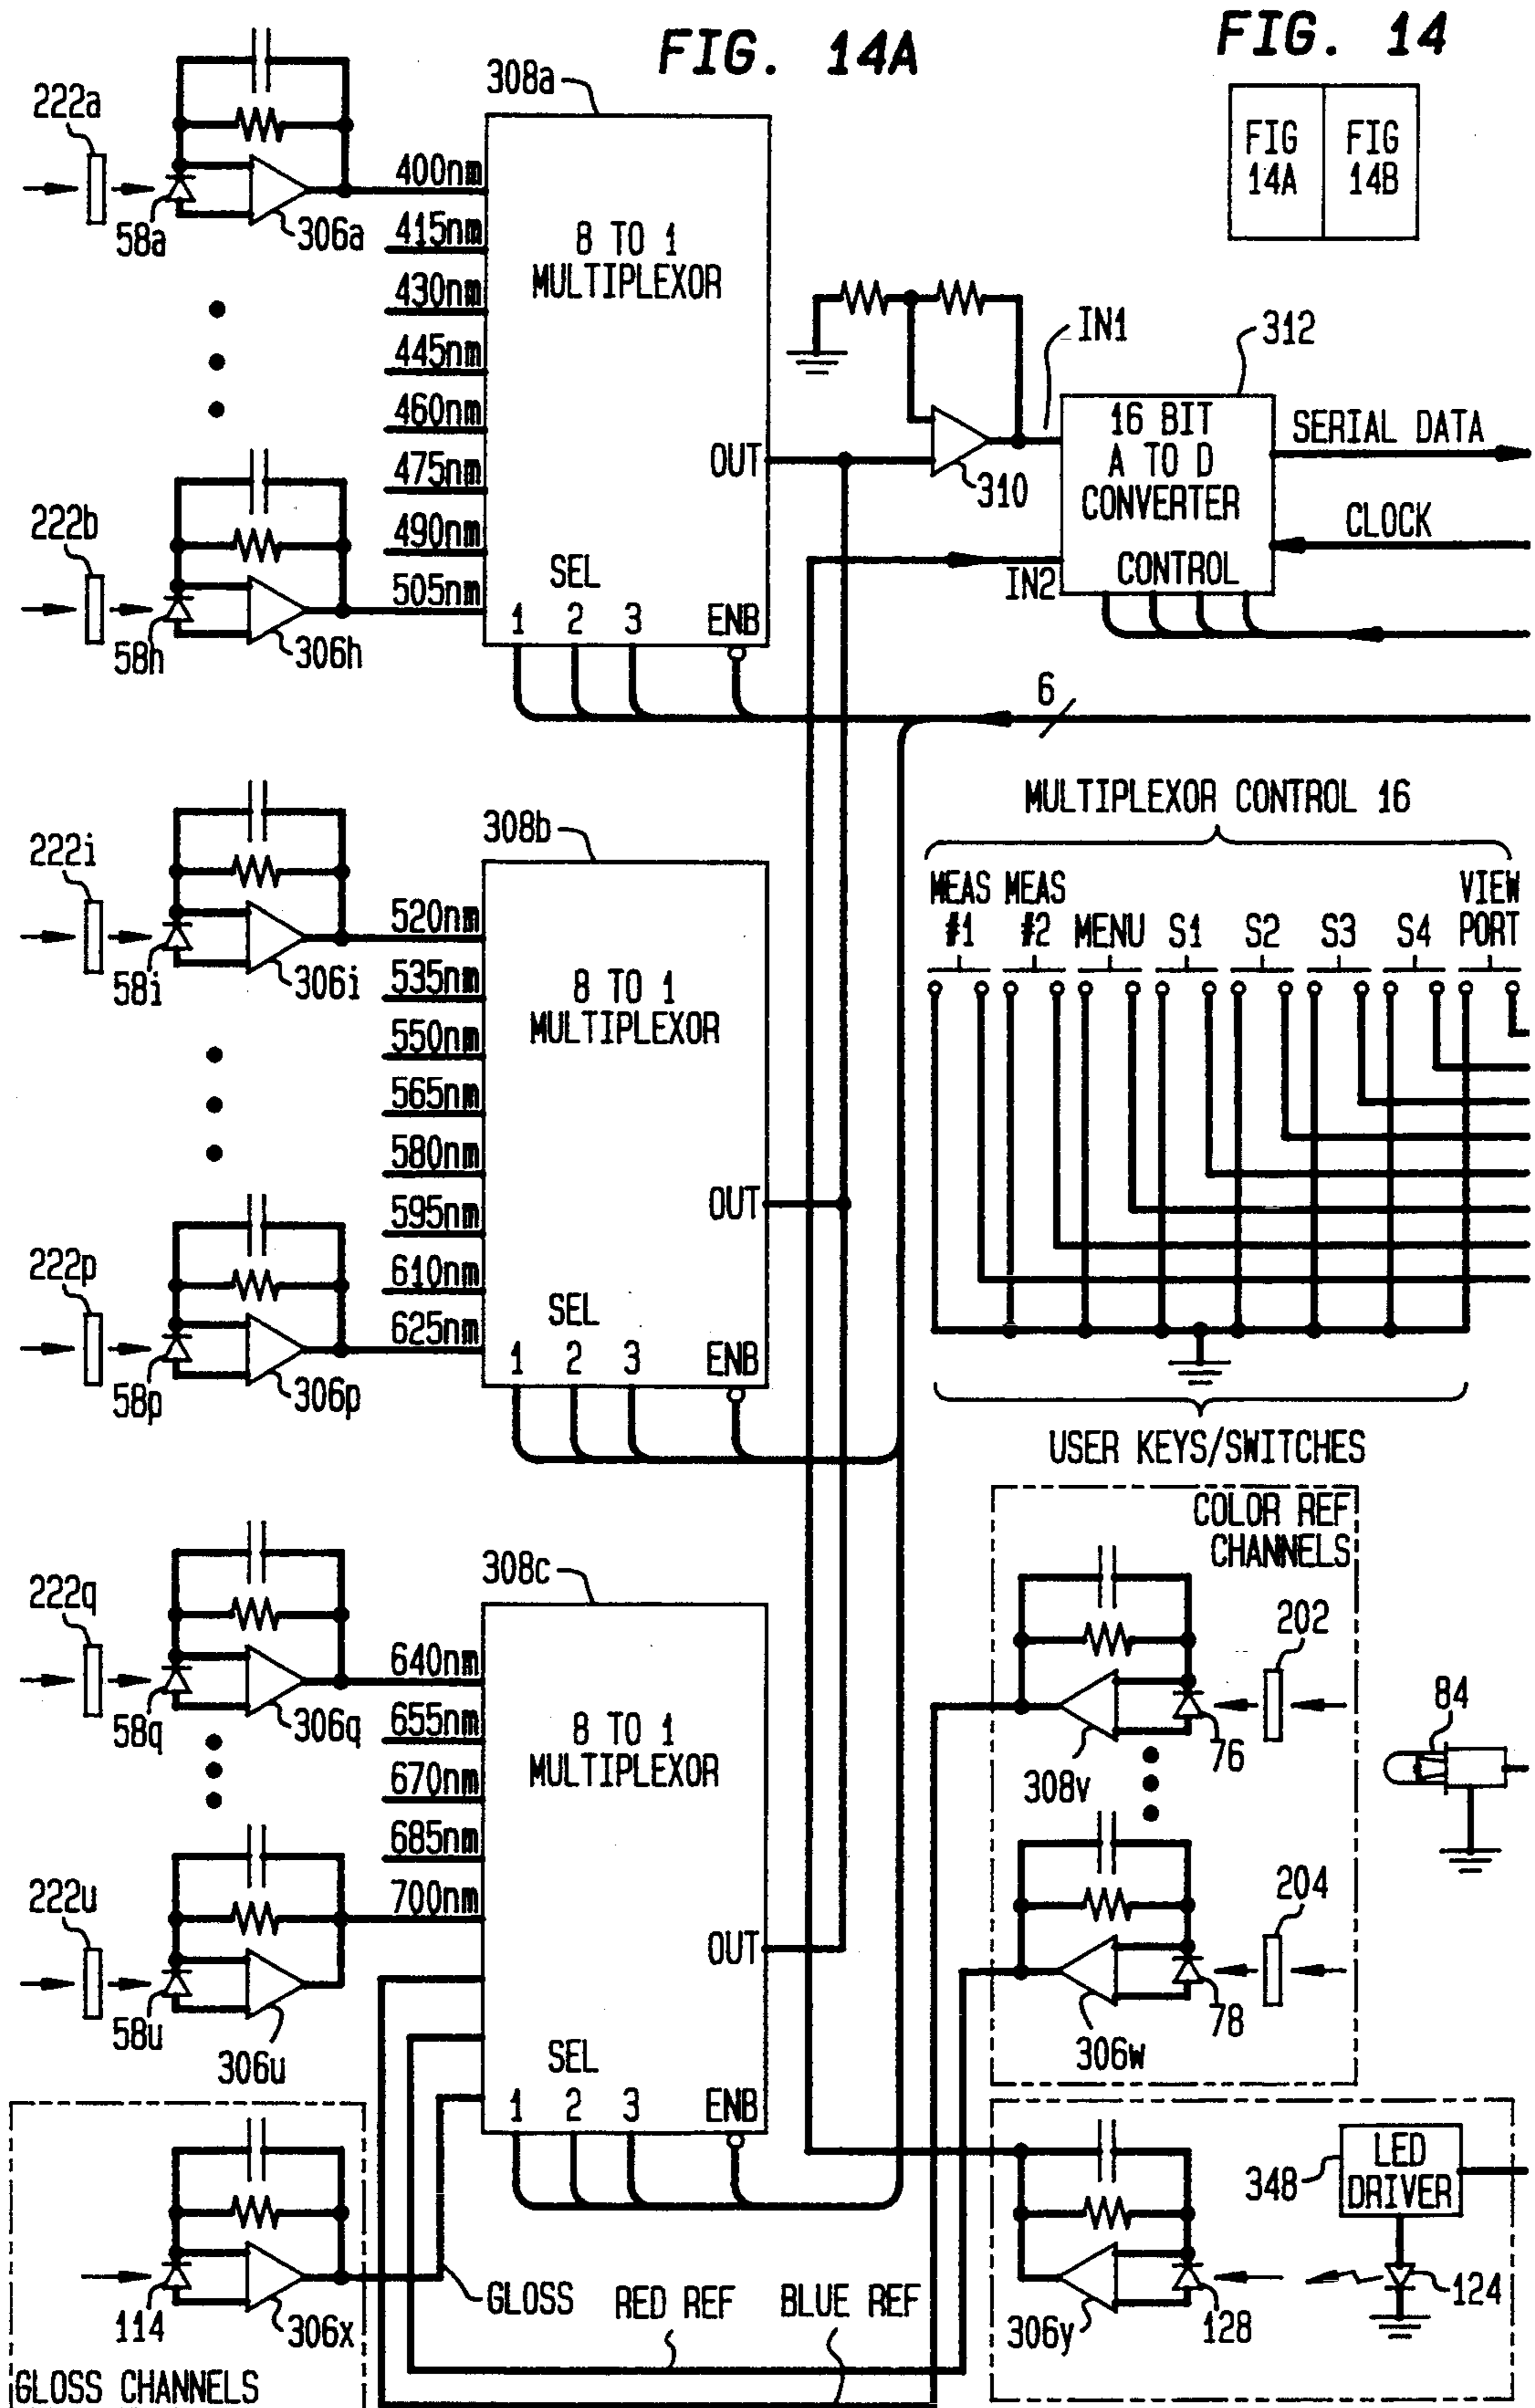 FIG. 14A
FIG. 14
FIG
14A
FIG
14B
308a
222a
58a
306a
400nm
415nm
430nm
445nm
460nm
475nm
490nm
505nm
8 TO 1
MULTIPLEXOR
OUT
SEL
1 2 3 ENB
222b
58h
306h
IN1
312
310
16 BIT
A TO D
CONVERTER
CONTROL
IN2
SERIAL DATA
CLOCK
6
308b
222i
58i
306i
520nm
535nm
550nm
565nm
580nm
595nm
610nm
625nm
8 TO 1
MULTIPLEXOR
OUT
SEL
1 2 3 ENB
222p
58p
306p
MULTIPLEXOR CONTROL 16
MEAS
#1
MEAS
#2
MENU
S1
S2
S3
S4
VIEW
PORT
USER KEYS/SWITCHES
308c
222q
58q
306q
640nm
655nm
670nm
685nm
700nm
8 TO 1
MULTIPLEXOR
OUT
SEL
1 2 3 ENB
222u
58u
306u
COLOR REF
CHANNELS
202
76
308v
204
78
306w
84
114
306x
GLOSS CHANNELS
GLOSS
RED REF
BLUE REF
348
LED
DRIVER
124
128
306y